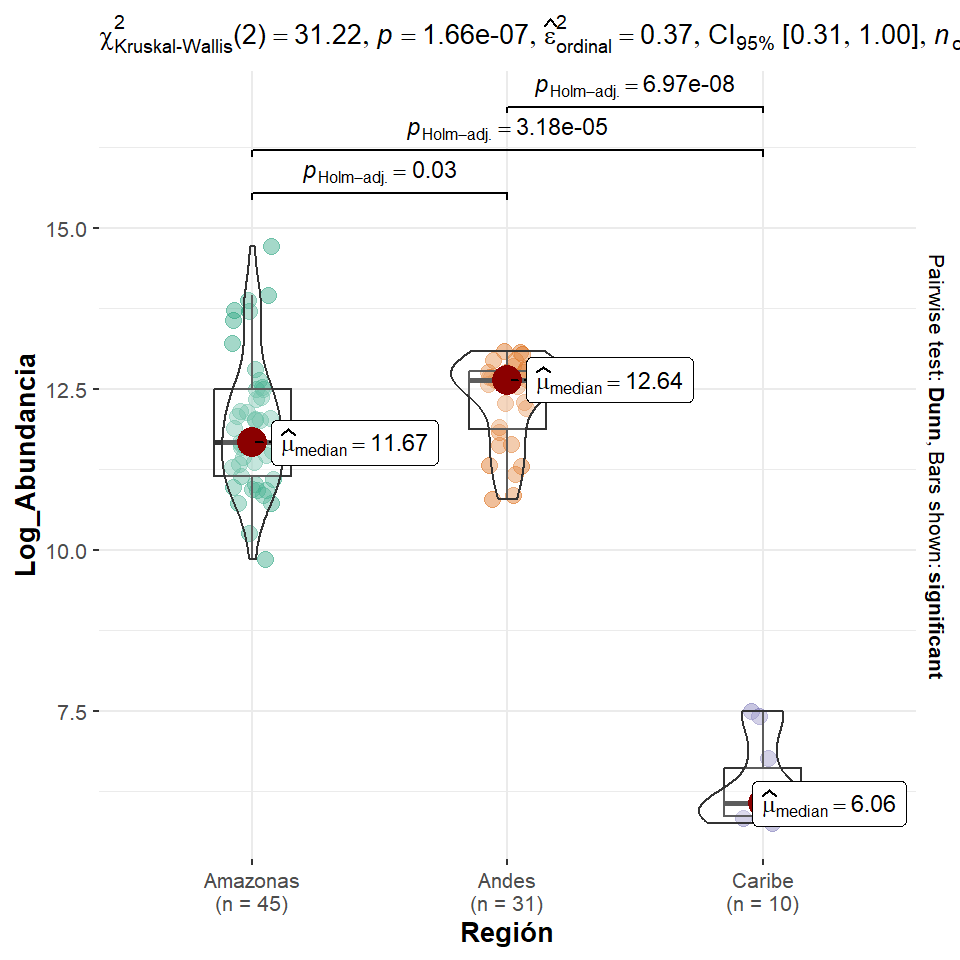 χ²Kruskal-Wallis(2) = 31.22, p = 1.66e-07, ε̂²ordinal = 0.37, CI95% [0.31, 1.00], n
pHolm−adj. = 6.97e-08
pHolm−adj. = 3.18e-05
pHolm−adj. = 0.03
15.0
12.5
10.0
7.5
Log_Abundancia
μ̂median = 11.67
μ̂median = 12.64
μ̂median = 6.06
Pairwise test: Dunn, Bars shown: significant
Amazonas
(n = 45)
Andes
(n = 31)
Caribe
(n = 10)
Región